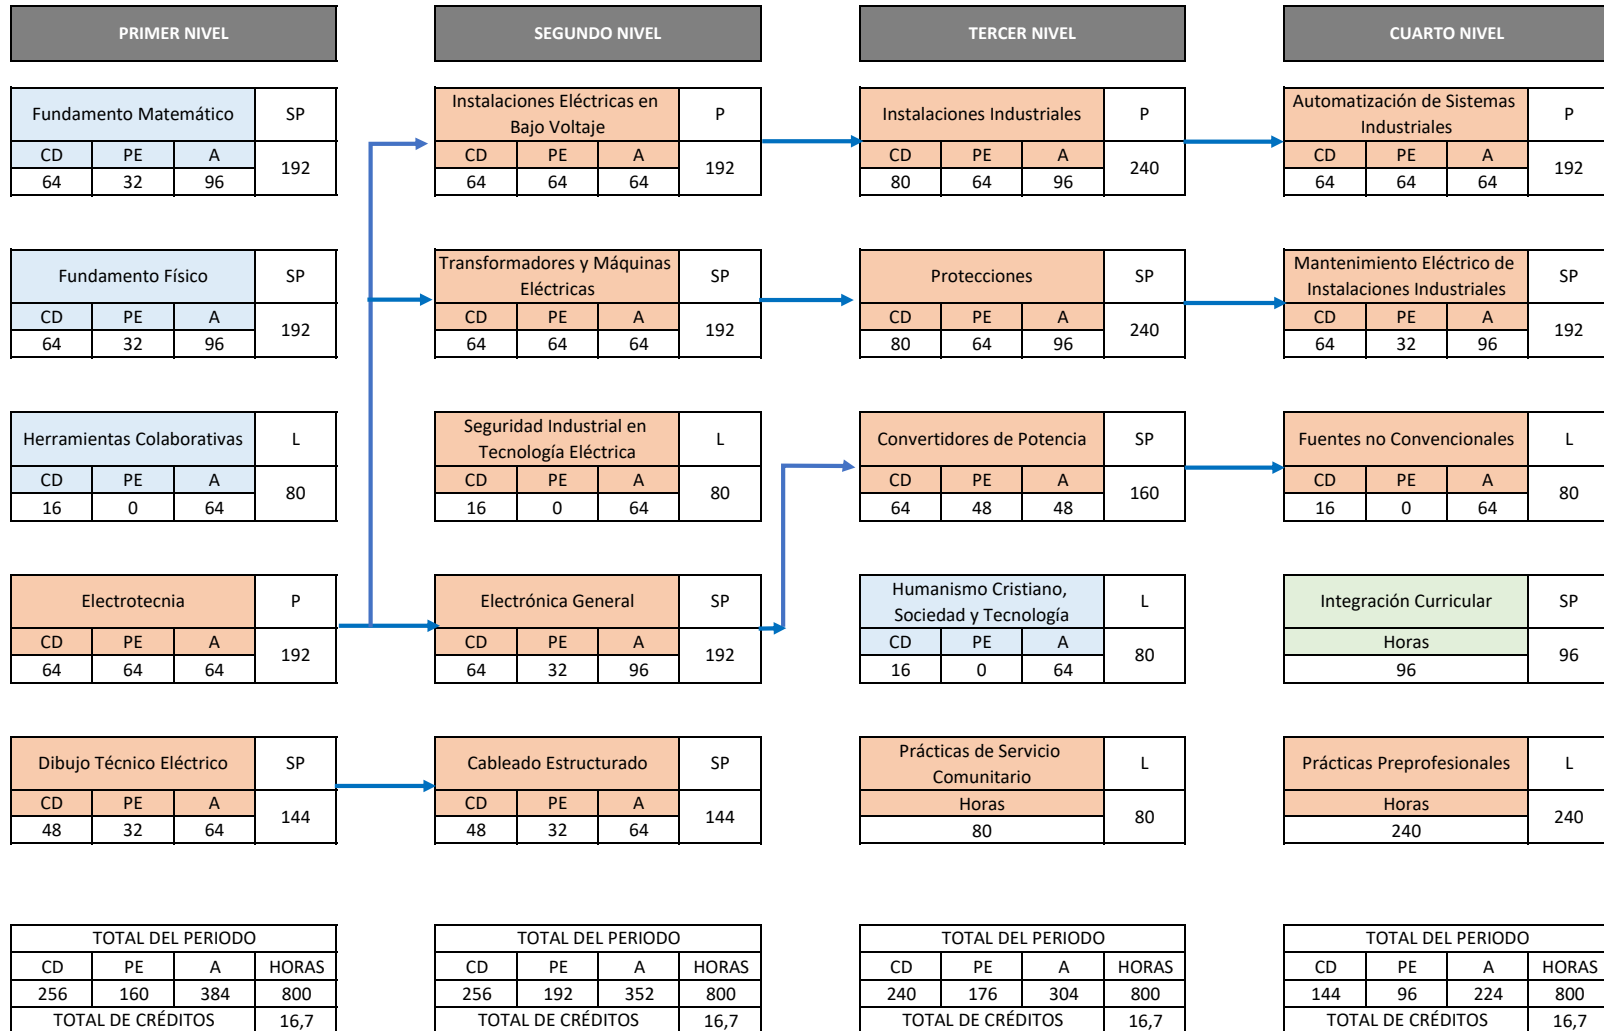 PRIMER NIVEL
SEGUNDO NIVEL
TERCER NIVEL
CUARTO NIVEL
Fundamento Matemático SP
CD PE A 192
64 32 96
Instalaciones Eléctricas en
Bajo Voltaje P
CD PE A 192
64 64 64
Instalaciones Industriales P
CD PE A 240
80 64 96
Automatización de Sistemas
Industriales P
CD PE A 192
64 64 64
Fundamento Físico SP
CD PE A 192
64 32 96
Transformadores y Máquinas
Eléctricas SP
CD PE A 192
64 64 64
Protecciones SP
CD PE A 240
80 64 96
Mantenimiento Eléctrico de
Instalaciones Industriales SP
CD PE A 192
64 32 96
Herramientas Colaborativas L
CD PE A 80
16 0 64
Seguridad Industrial en
Tecnología Eléctrica L
CD PE A 80
16 0 64
Convertidores de Potencia SP
CD PE A 160
64 48 48
Fuentes no Convencionales L
CD PE A 80
16 0 64
Electrotecnia P
CD PE A 192
64 64 64
Electrónica General SP
CD PE A 192
64 32 96
Humanismo Cristiano,
Sociedad y Tecnología L
CD PE A 80
16 0 64
Integración Curricular SP
Horas 96
96
Dibujo Técnico Eléctrico SP
CD PE A 144
48 32 64
Cableado Estructurado SP
CD PE A 144
48 32 64
Prácticas de Servicio
Comunitario L
Horas 80
80
Prácticas Preprofesionales L
Horas 240
240
TOTAL DEL PERIODO
CD PE A HORAS
256 160 384 800
TOTAL DE CRÉDITOS 16,7
TOTAL DEL PERIODO
CD PE A HORAS
256 192 352 800
TOTAL DE CRÉDITOS 16,7
TOTAL DEL PERIODO
CD PE A HORAS
240 176 304 800
TOTAL DE CRÉDITOS 16,7
TOTAL DEL PERIODO
CD PE A HORAS
144 96 224 800
TOTAL DE CRÉDITOS 16,7